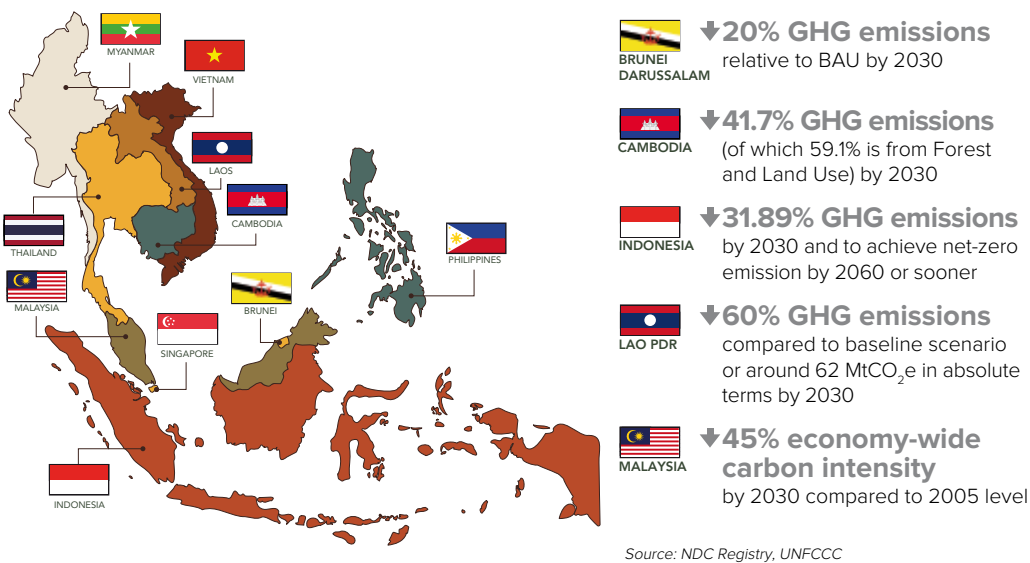 MYANMAR
VIETNAM
LAOS
CAMBODIA
THAILAND
PHILIPPINES
MALAYSIA
BRUNEI
SINGAPORE
INDONESIA
BRUNEI
DARUSSALAM
20% GHG emissions
relative to BAU by 2030
CAMBODIA
41.7% GHG emissions
(of which 59.1% is from Forest
and Land Use) by 2030
INDONESIA
31.89% GHG emissions
by 2030 and to achieve net-zero
emission by 2060 or sooner
LAO PDR
60% GHG emissions
compared to baseline scenario
or around 62 MtCO₂e in absolute
terms by 2030
MALAYSIA
45% economy-wide
carbon intensity
by 2030 compared to 2005 level
Source: NDC Registry, UNFCCC